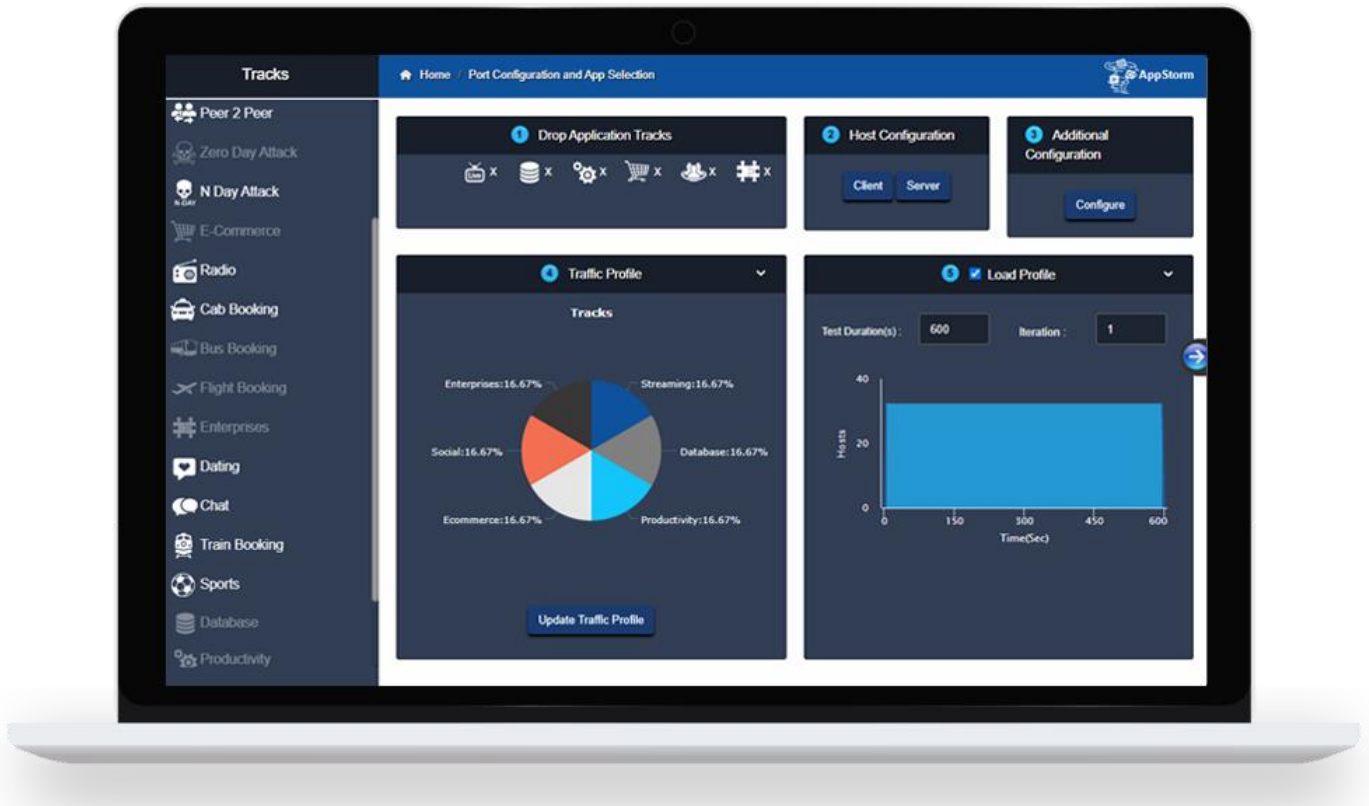 Tracks
Home / Port Configuration and App Selection
AppStorm
Peer 2 Peer
Zero Day Attack
N-DAY
N Day Attack
E-Commerce
Radio
Cab Booking
Bus Booking
Flight Booking
Enterprises
Dating
Chat
Train Booking
Sports
Database
Productivity
1 Drop Application Tracks
Live x x x x x x
2 Host Configuration
Client Server
3 Additional
Configuration
Configure
4 Traffic Profile
Tracks
Enterprises:16.67% Streaming:16.67%
Social:16.67% Database:16.67%
Ecommerce:16.67% Productivity:16.67%
Update Traffic Profile
5 Load Profile
Test Duration(s) : 600 Iteration : 1
40
20
0
Hosts
0 150 300 450 600
Time(Sec)